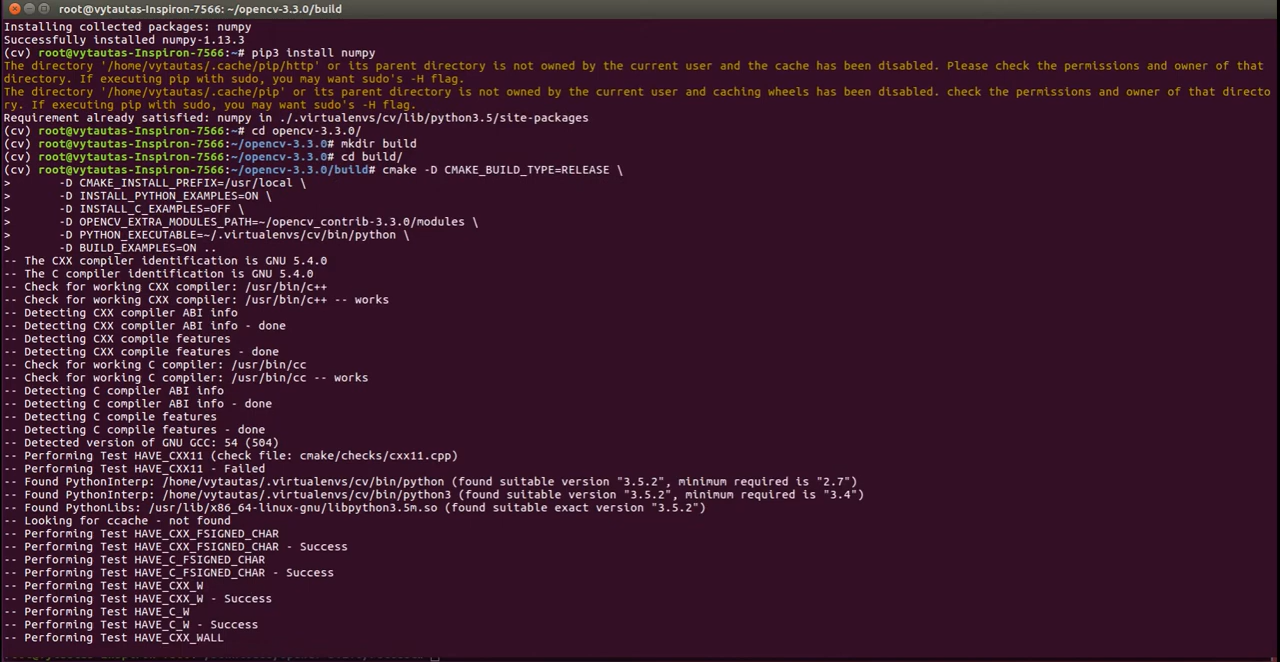 root@vytautas-Inspiron-7566: ~/opencv-3.3.0/build
Installing collected packages: numpy
Successfully installed numpy-1.13.3
(cv) root@vytautas-Inspiron-7566:~# pip3 install numpy
The directory '/home/vytautas/.cache/pip/http' or its parent directory is not owned by the current user and the cache has been disabled. Please check the permissions and owner of that
directory. If executing pip with sudo, you may want sudo's -H flag.
The directory '/home/vytautas/.cache/pip' or its parent directory is not owned by the current user and caching wheels has been disabled. check the permissions and owner of that directo
ry. If executing pip with sudo, you may want sudo's -H flag.
Requirement already satisfied: numpy in ./.virtualenvs/cv/lib/python3.5/site-packages
(cv) root@vytautas-Inspiron-7566:~# cd opencv-3.3.0/
(cv) root@vytautas-Inspiron-7566:~/opencv-3.3.0# mkdir build
(cv) root@vytautas-Inspiron-7566:~/opencv-3.3.0# cd build/
(cv) root@vytautas-Inspiron-7566:~/opencv-3.3.0/build# cmake -D CMAKE_BUILD_TYPE=RELEASE \
> -D CMAKE_INSTALL_PREFIX=/usr/local \
> -D INSTALL_PYTHON_EXAMPLES=ON \
> -D INSTALL_C_EXAMPLES=OFF \
> -D OPENCV_EXTRA_MODULES_PATH=~/opencv_contrib-3.3.0/modules \
> -D PYTHON_EXECUTABLE=~/.virtualenvs/cv/bin/python \
> -D BUILD_EXAMPLES=ON ..
-- The CXX compiler identification is GNU 5.4.0
-- The C compiler identification is GNU 5.4.0
-- Check for working CXX compiler: /usr/bin/c++
-- Check for working CXX compiler: /usr/bin/c++ -- works
-- Detecting CXX compiler ABI info
-- Detecting CXX compiler ABI info - done
-- Detecting CXX compile features
-- Detecting CXX compile features - done
-- Check for working C compiler: /usr/bin/cc
-- Check for working C compiler: /usr/bin/cc -- works
-- Detecting C compiler ABI info
-- Detecting C compiler ABI info - done
-- Detecting C compile features
-- Detecting C compile features - done
-- Detected version of GNU GCC: 54 (504)
-- Performing Test HAVE_CXX11 (check file: cmake/checks/cxx11.cpp)
-- Performing Test HAVE_CXX11 - Failed
-- Found PythonInterp: /home/vytautas/.virtualenvs/cv/bin/python (found suitable version "3.5.2", minimum required is "2.7")
-- Found PythonInterp: /home/vytautas/.virtualenvs/cv/bin/python3 (found suitable version "3.5.2", minimum required is "3.4")
-- Found PythonLibs: /usr/lib/x86_64-linux-gnu/libpython3.5m.so (found suitable exact version "3.5.2")
-- Looking for ccache - not found
-- Performing Test HAVE_CXX_FSIGNED_CHAR
-- Performing Test HAVE_CXX_FSIGNED_CHAR - Success
-- Performing Test HAVE_C_FSIGNED_CHAR
-- Performing Test HAVE_C_FSIGNED_CHAR - Success
-- Performing Test HAVE_CXX_W
-- Performing Test HAVE_CXX_W - Success
-- Performing Test HAVE_C_W
-- Performing Test HAVE_C_W - Success
-- Performing Test HAVE_CXX_WALL